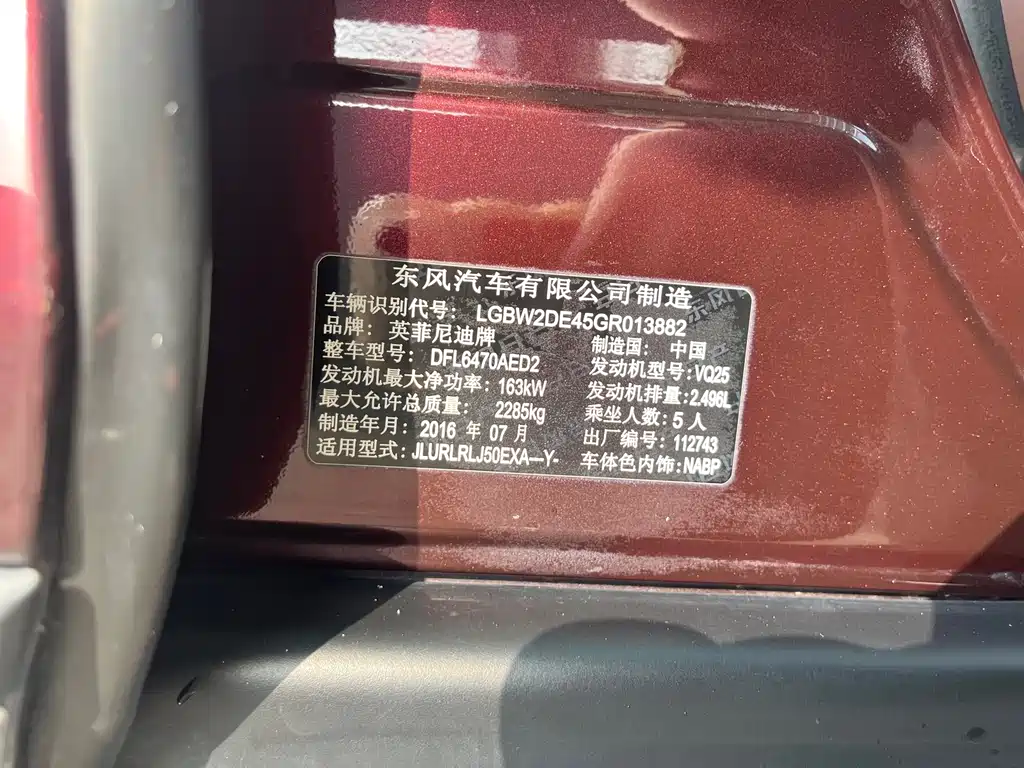 东风汽车有限公司制造
车辆识别代号: LGBW2DE45GR013882
品牌: 英菲尼迪牌 制造国: 中国
整车型号: DFL6470AED2 发动机型号: VQ25
发动机最大净功率: 163kW 发动机排量: 2.496L
最大允许总质量: 2285kg 乘坐人数: 5 人
制造年月: 2016 年 07 月 出厂编号: 112743
适用型式: JLURLRLJ50EXA—Y- 车体色内饰: NABP